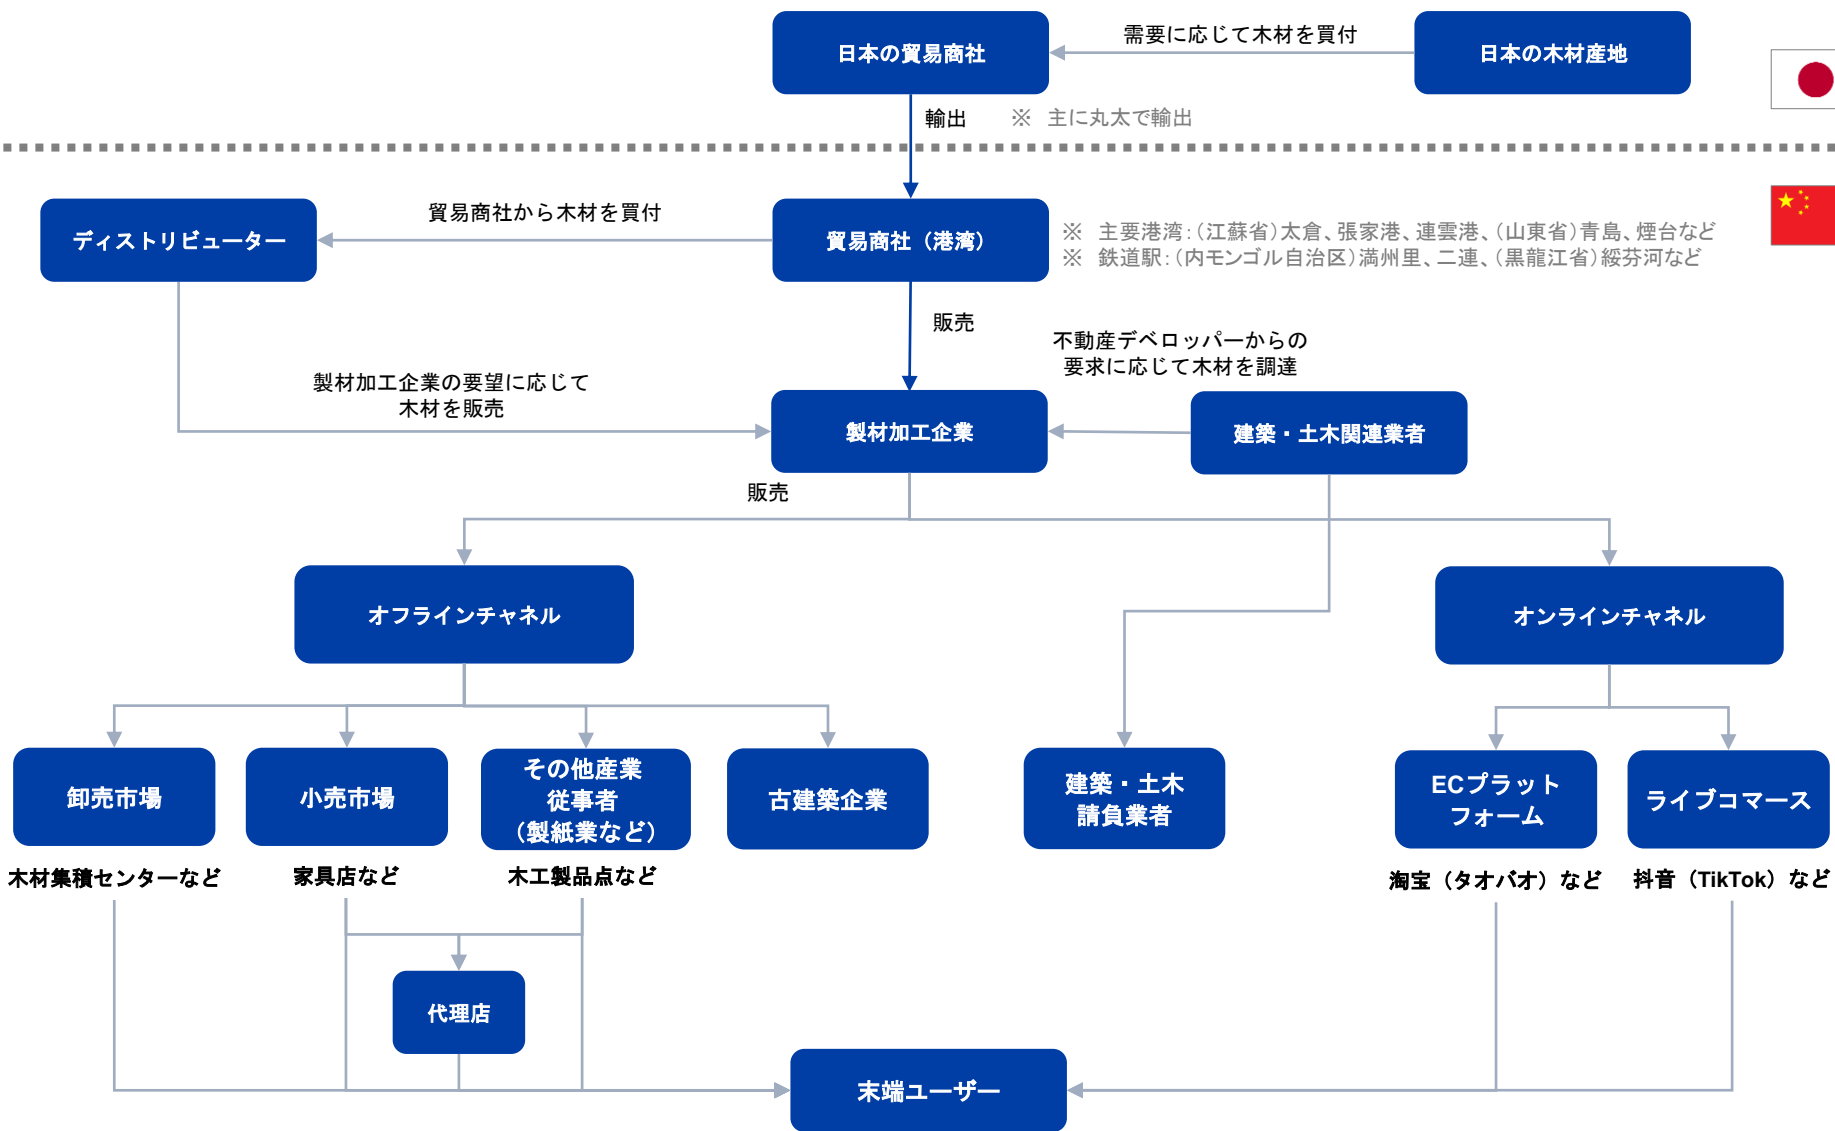 日本の貿易商社
需要に応じて木材を買付
日本の木材産地
輸出
※ 主に丸太で輸出
ディストリビューター
貿易商社から木材を買付
貿易商社（港湾）
※ 主要港湾：（江蘇省）太倉、張家港、連雲港、（山東省）青島、煙台など
※ 鉄道駅：（内モンゴル自治区）満州里、二連、（黒龍江省）綏芬河など
販売
不動産デベロッパーからの
要求に応じて木材を調達
製材加工企業の要望に応じて
木材を販売
製材加工企業
建築・土木関連業者
販売
オフラインチャネル
オンラインチャネル
卸売市場
小売市場
その他産業
従事者
（製紙業など）
古建築企業
建築・土木
請負業者
ECプラット
フォーム
ライブコマース
木材集積センターなど
家具店など
木工製品点など
淘宝（タオバオ）など
抖音（TikTok）など
代理店
末端ユーザー